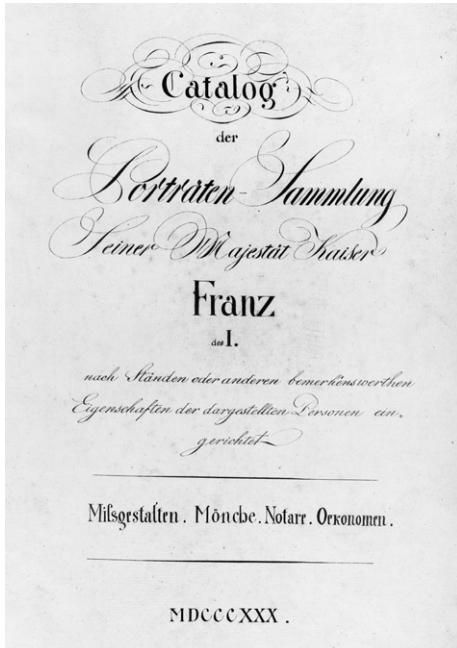 Catalog
der
Porträten-Sammlung
Seiner Majestät Kaiser
Franz
des I.
nach Ständen oder anderen bemerkenswerthen
Eigenschaften der dargestellten Personen ein-
gerichtet
Missgestalten. Mönche. Notare. Oekonomen.
MDCCCXXX.